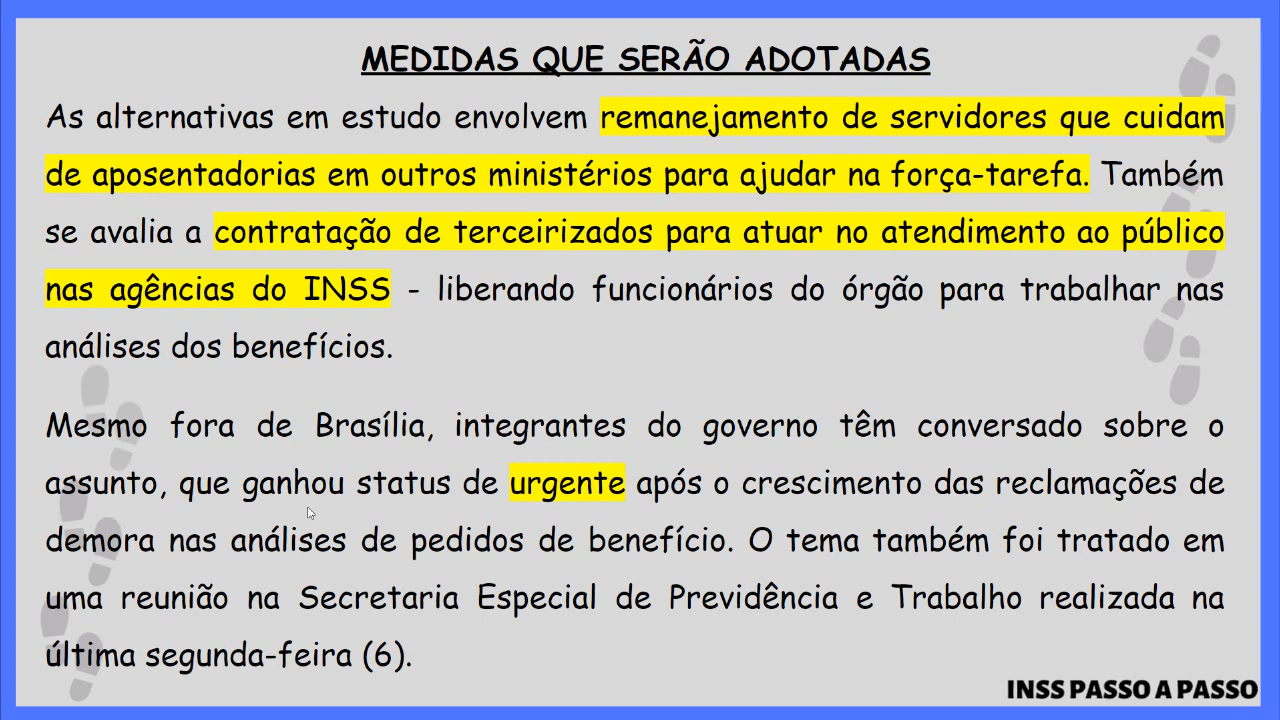 MEDIDAS QUE SERÃO ADOTADAS
As alternativas em estudo envolvem remanejamento de servidores que cuidam
de aposentadorias em outros ministérios para ajudar na força-tarefa. Também
se avalia a contratação de terceirizados para atuar no atendimento ao público
nas agências do INSS - liberando funcionários do órgão para trabalhar nas
análises dos benefícios.
Mesmo fora de Brasília, integrantes do governo têm conversado sobre o
assunto, que ganhou status de urgente após o crescimento das reclamações de
demora nas análises de pedidos de benefício. O tema também foi tratado em
uma reunião na Secretaria Especial de Previdência e Trabalho realizada na
última segunda-feira (6).
INSS PASSO A PASSO